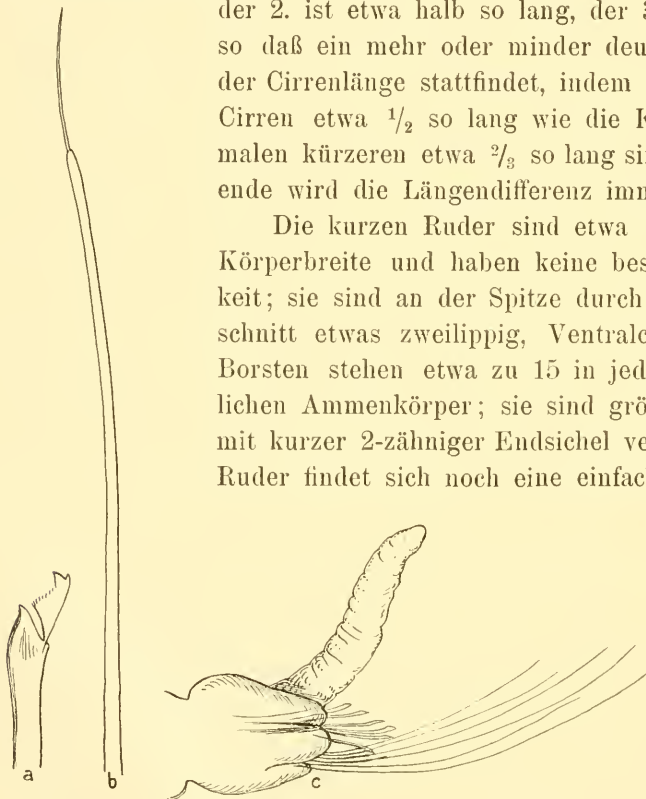 der 2. ist etwa halb so lang, der
so daß ein mehr oder minder deu
der Cirrenlänge stattfindet, indem
Cirren etwa 1/2 so lang wie die
malen kürzeren etwa 2/3 so lang si
ende wird die Längendifferenz imm
Die kurzen Ruder sind etwa
Körperbreite und haben keine bes
keit; sie sind an der Spitze durch
schnitt etwas zweilippig, Ventralc
Borsten stehen etwa zu 15 in jed
lichen Ammenkörper; sie sind grö
mit kurzer 2-zähniger Endsichel ve
Ruder findet sich noch eine einfac
a b c